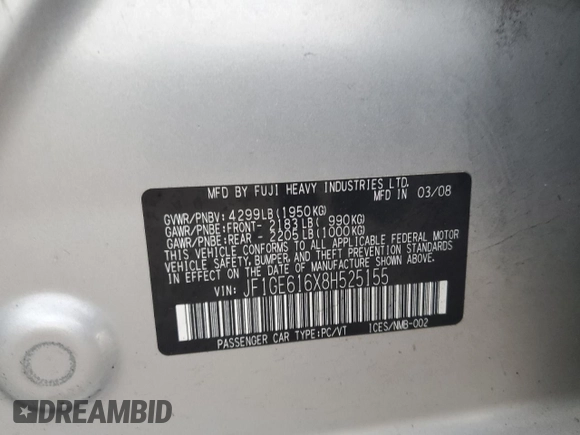 MFD BY FUJI HEAVY INDUSTRIES LTD.
MFD IN 03/08
GVWR/PNBV: 4299LB (1950KG)
GAWR/PNBE:FRONT- 2183LB ( 990KG)
GAWR/PNBE:REAR - 2205LB (1000KG)
THIS VEHICLE CONFORMS TO ALL APPLICABLE FEDERAL MOTOR
VEHICLE SAFETY, BUMPER, AND THEFT PREVENTION STANDARDS
IN EFFECT ON THE DATE OF MANUFACTURE SHOWN ABOVE.
VIN: JF1GE616X8H525155
PASSENGER CAR TYPE:PC/VT ICES/NMB-002
DREAMBID